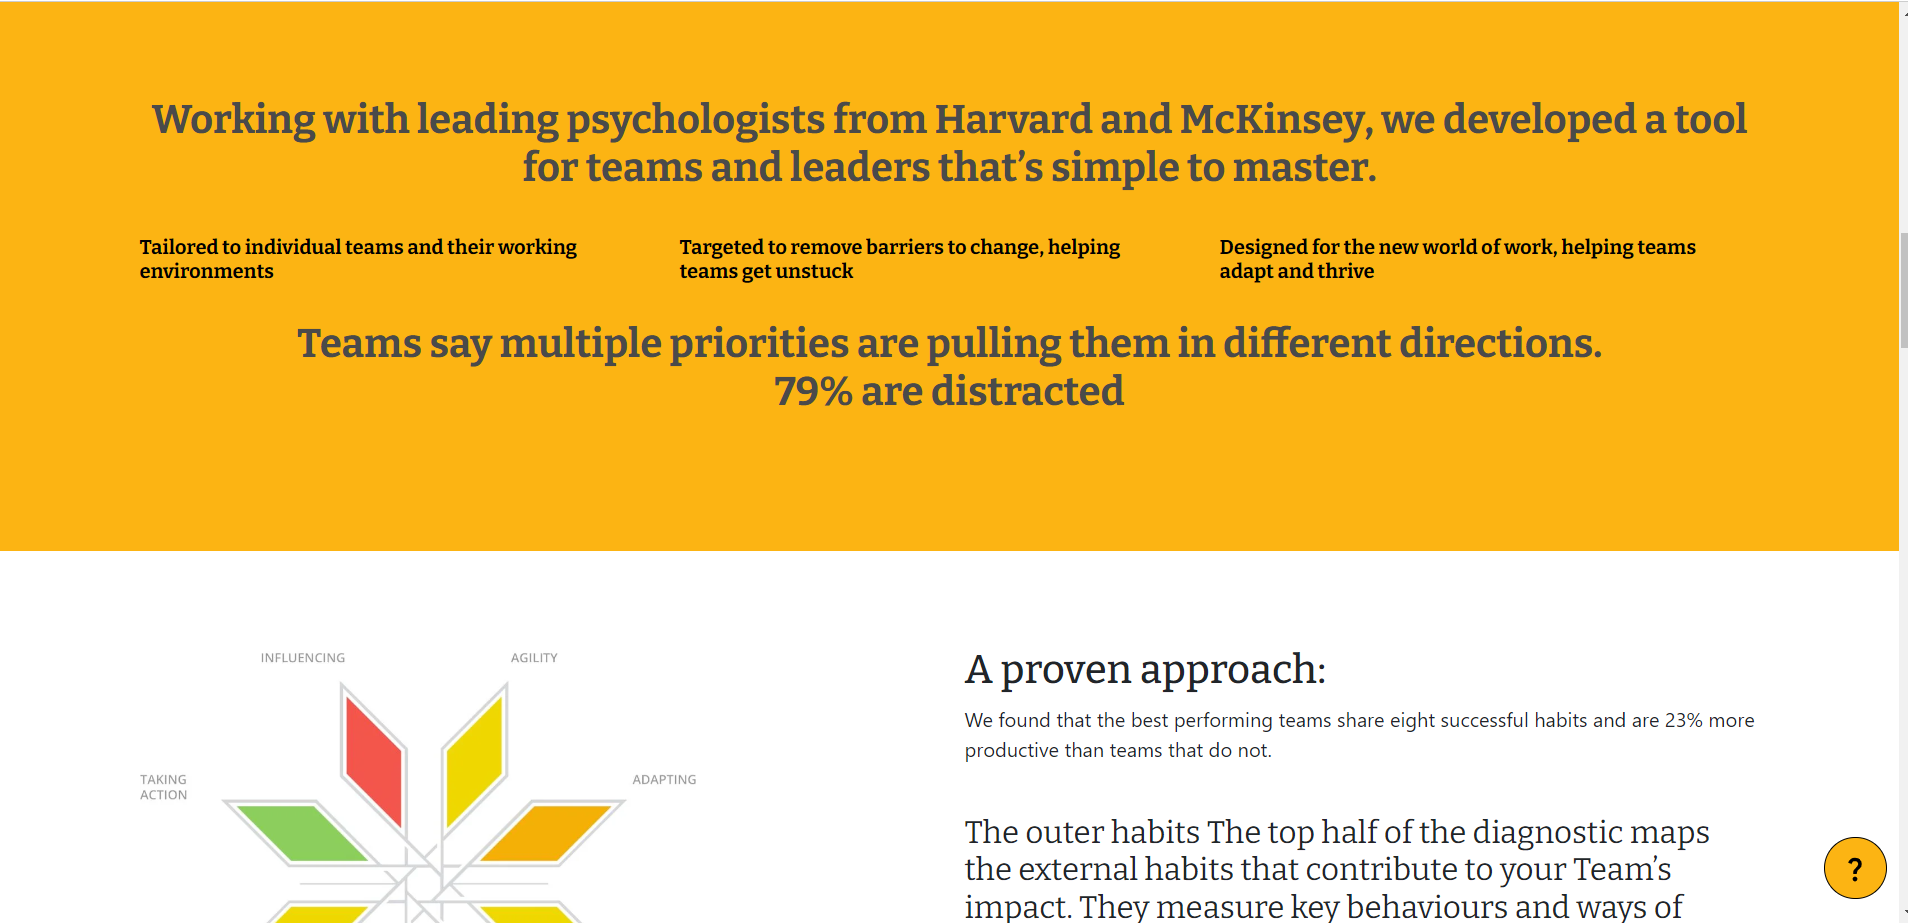 Working with leading psychologists from Harvard and McKinsey, we developed a tool
for teams and leaders that’s simple to master.
Tailored to individual teams and their working
environments
Targeted to remove barriers to change, helping
teams get unstuck
Designed for the new world of work, helping teams
adapt and thrive
Teams say multiple priorities are pulling them in different directions.
79% are distracted
INFLUENCING
AGILITY
TAKING
ACTION
ADAPTING
A proven approach:
We found that the best performing teams share eight successful habits and are 23% more
productive than teams that do not.
The outer habits The top half of the diagnostic maps
the external habits that contribute to your Team’s
impact. They measure key behaviours and ways of
?